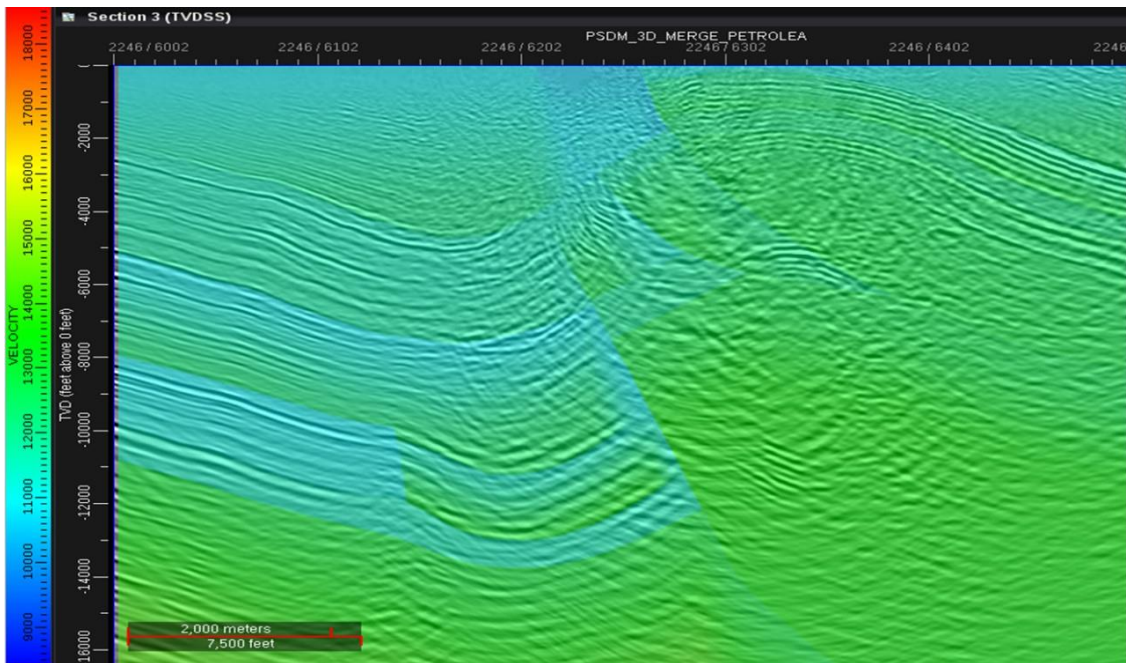 Section 3 (TVDSS)
PSDM_3D_MERGE_PETROLEA
2246 / 6002
2246 / 6102
2246 / 6202
2246 / 6302
2246 / 6402
2246
18000
17000
16000
15000
14000
13000
12000
11000
10000
9000
VELOCITY
TVD (feet above 0 feet)
-2000
-4000
-6000
-8000
-10000
-12000
-14000
-16000
2,000 meters
7,500 feet